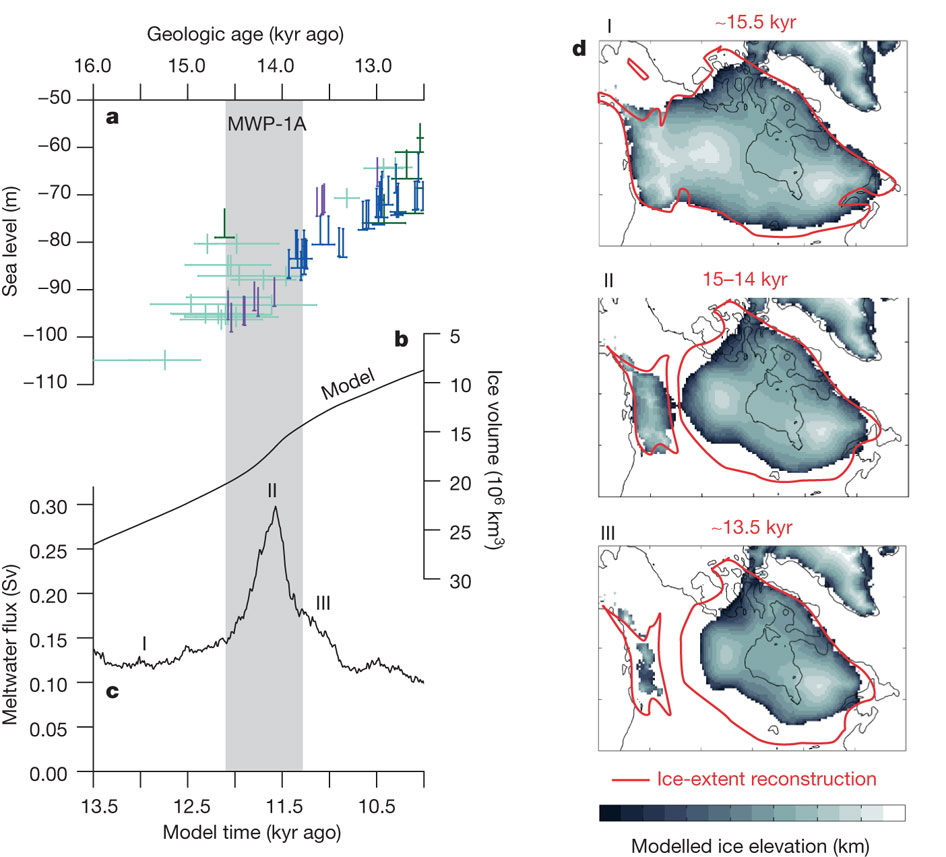 Geologic age (kyr ago)
16.0 15.0 14.0 13.0
a
MWP-1A
Sea level (m)
−50
−60
−70
−80
−90
−100
−110
b
Model
Ice volume (10⁶ km³)
5
10
15
20
25
30
c
I
II
III
Meltwater flux (Sv)
0.30
0.25
0.20
0.15
0.10
0.05
0.00
13.5 12.5 11.5 10.5
Model time (kyr ago)
d
I
~15.5 kyr
II
15–14 kyr
III
~13.5 kyr
Ice-extent reconstruction
Modelled ice elevation (km)